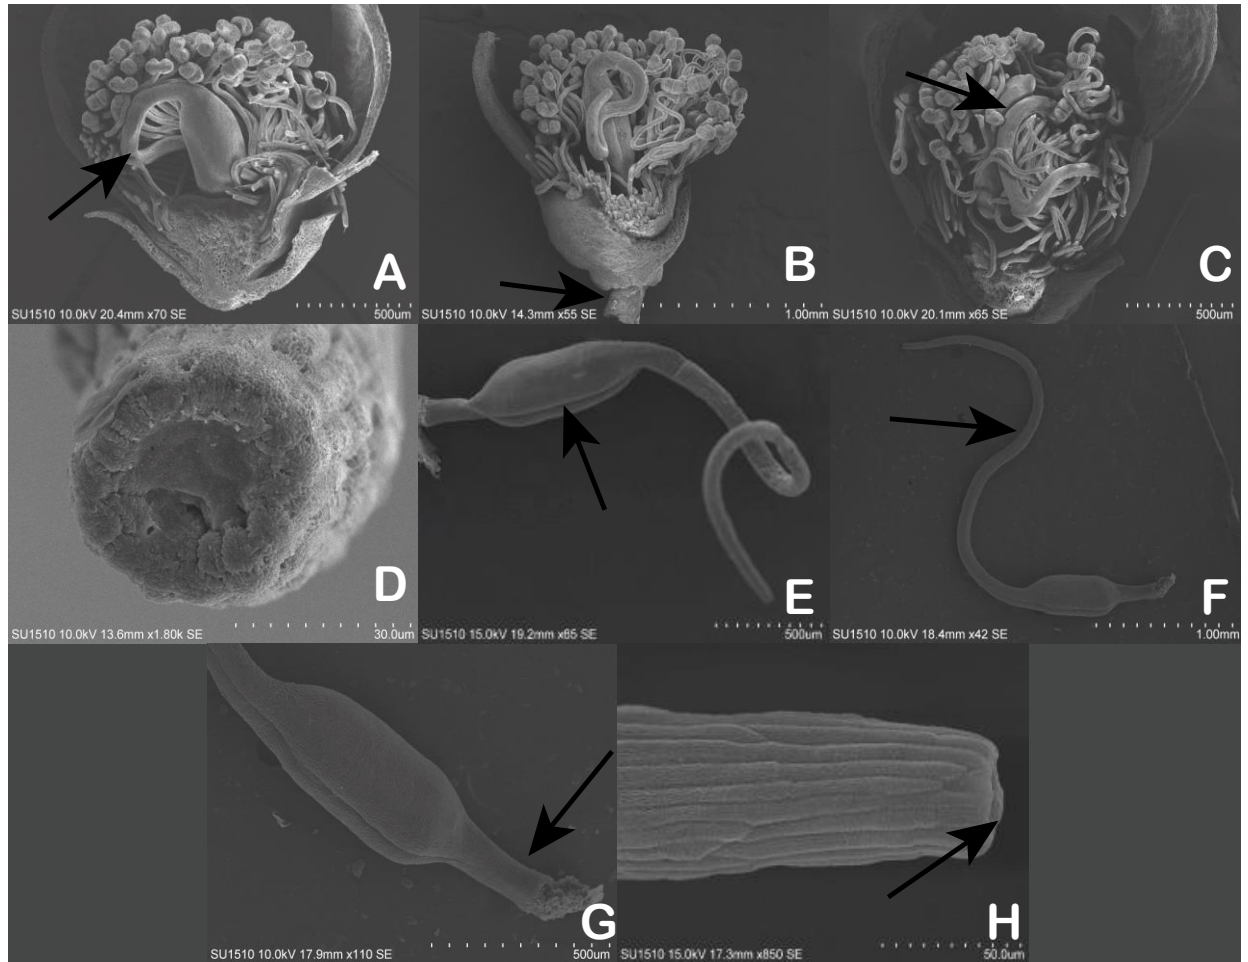 A
SU1510 10.0kV 20.4mm x70 SE 500um
B
SU1510 10.0kV 14.3mm x55 SE 1.00mm
C
SU1510 10.0kV 20.1mm x65 SE 500um
D
SU1510 10.0kV 13.6mm x1.80k SE 30.0um
E
SU1510 15.0kV 19.2mm x65 SE 500um
F
SU1510 10.0kV 18.4mm x42 SE 1.00mm
G
SU1510 10.0kV 17.9mm x110 SE 500um
H
SU1510 15.0kV 17.3mm x850 SE 50.0um